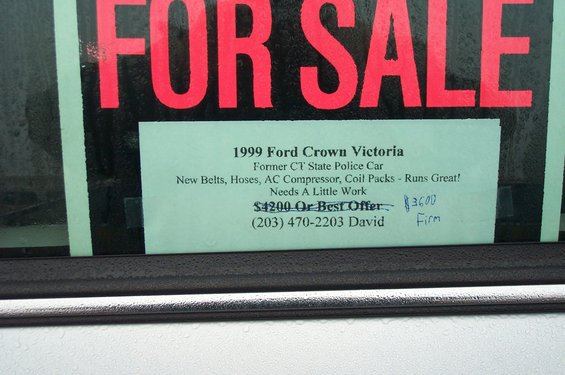 FOR SALE
1999 Ford Crown Victoria
Former CT State Police Car
New Belts, Hoses, AC Compressor, Coil Packs - Runs Great!
Needs A Little Work
$4200 Or Best Offer $3600
(203) 470-2203 David Firm